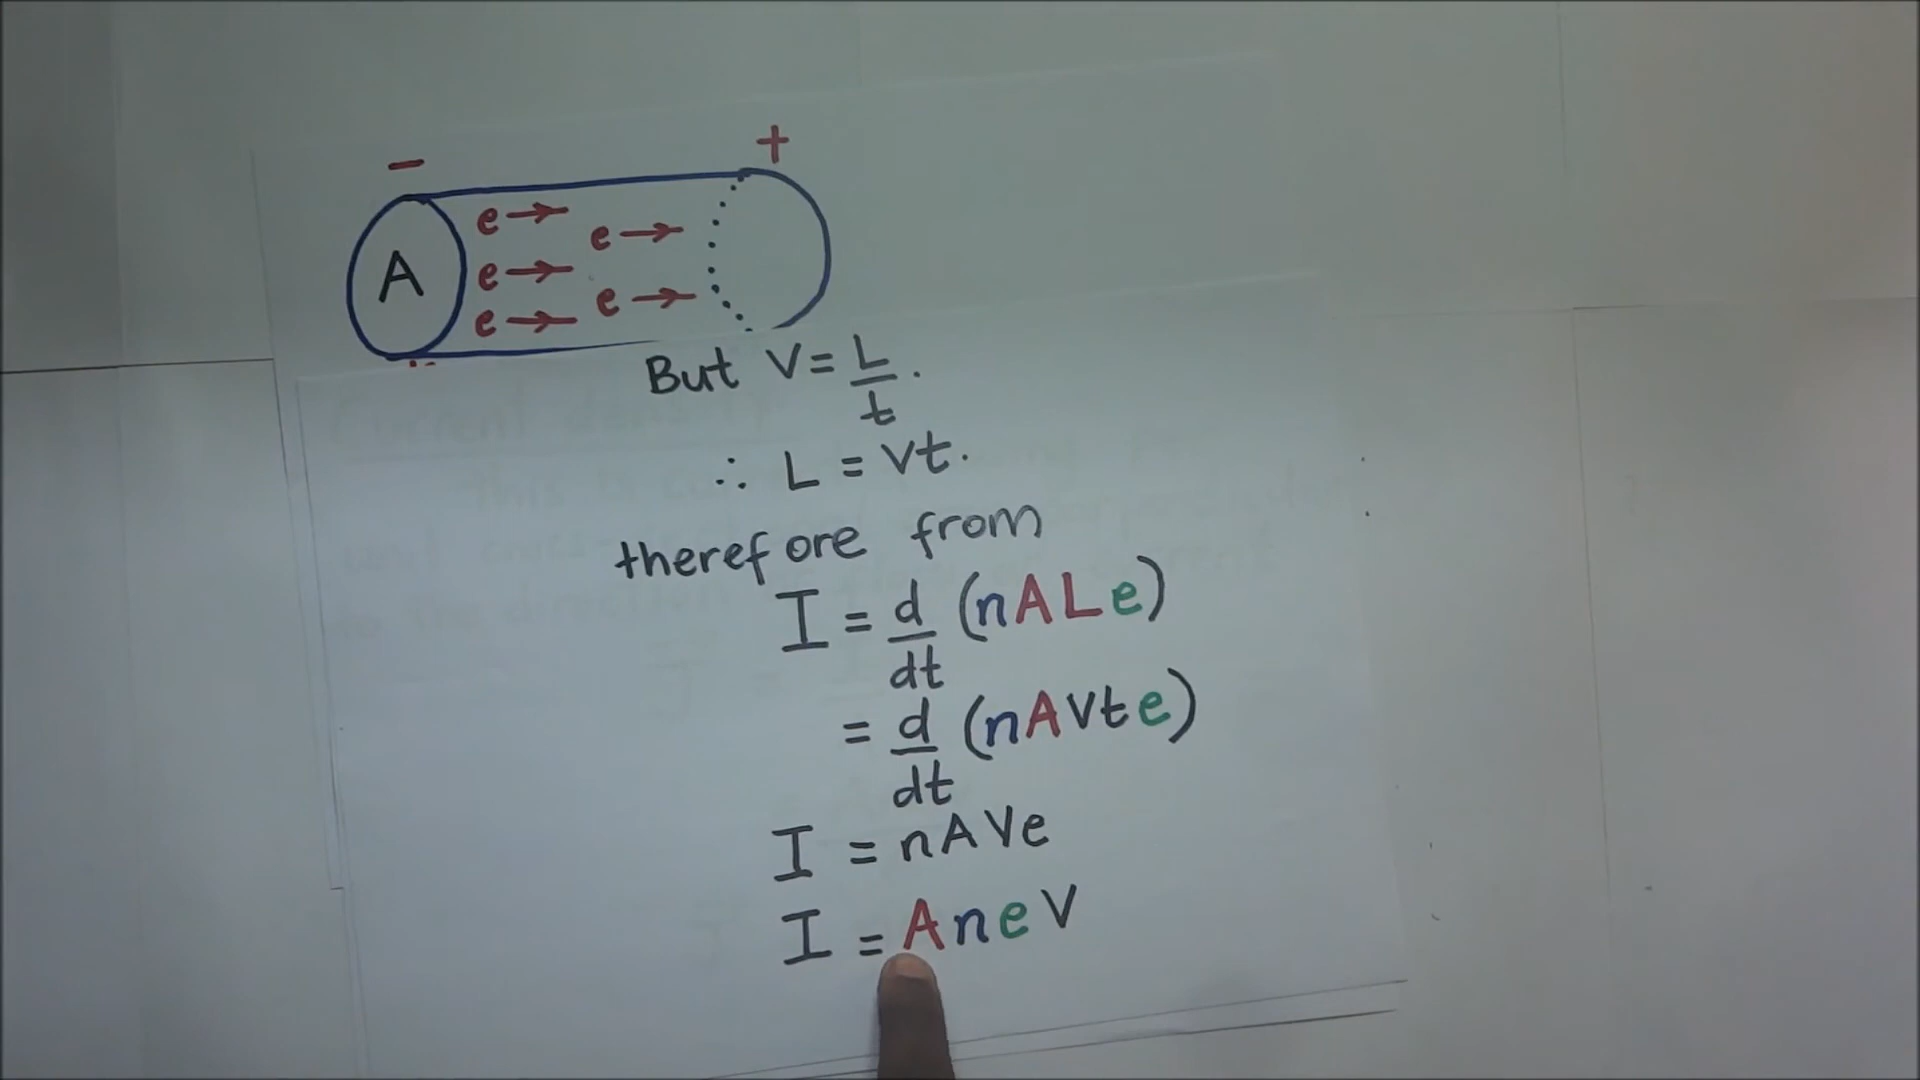 - +
e → e →
A e →
e → e →
But V = L/t .
∴ L = Vt.
therefore from
I = d/dt (nALe)
= d/dt (nAVte)
I = nAVe
I = AneV